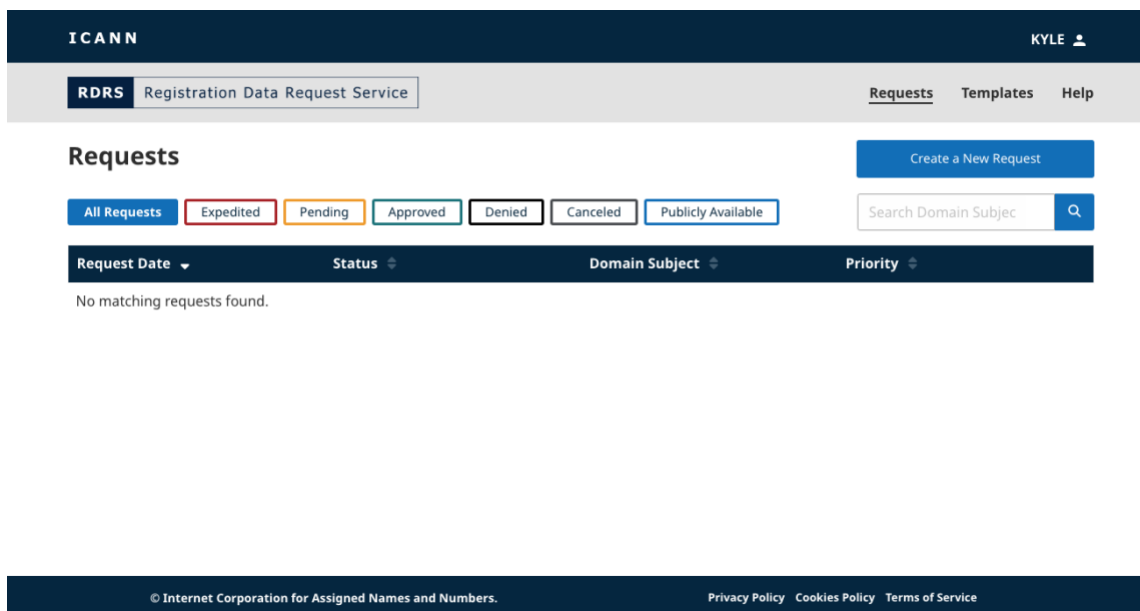 ICANN
KYLE
RDRS Registration Data Request Service
Requests Templates Help
Requests
Create a New Request
All Requests Expedited Pending Approved Denied Canceled Publicly Available
Search Domain Subjec
Request Date Status Domain Subject Priority
No matching requests found.
© Internet Corporation for Assigned Names and Numbers.
Privacy Policy Cookies Policy Terms of Service